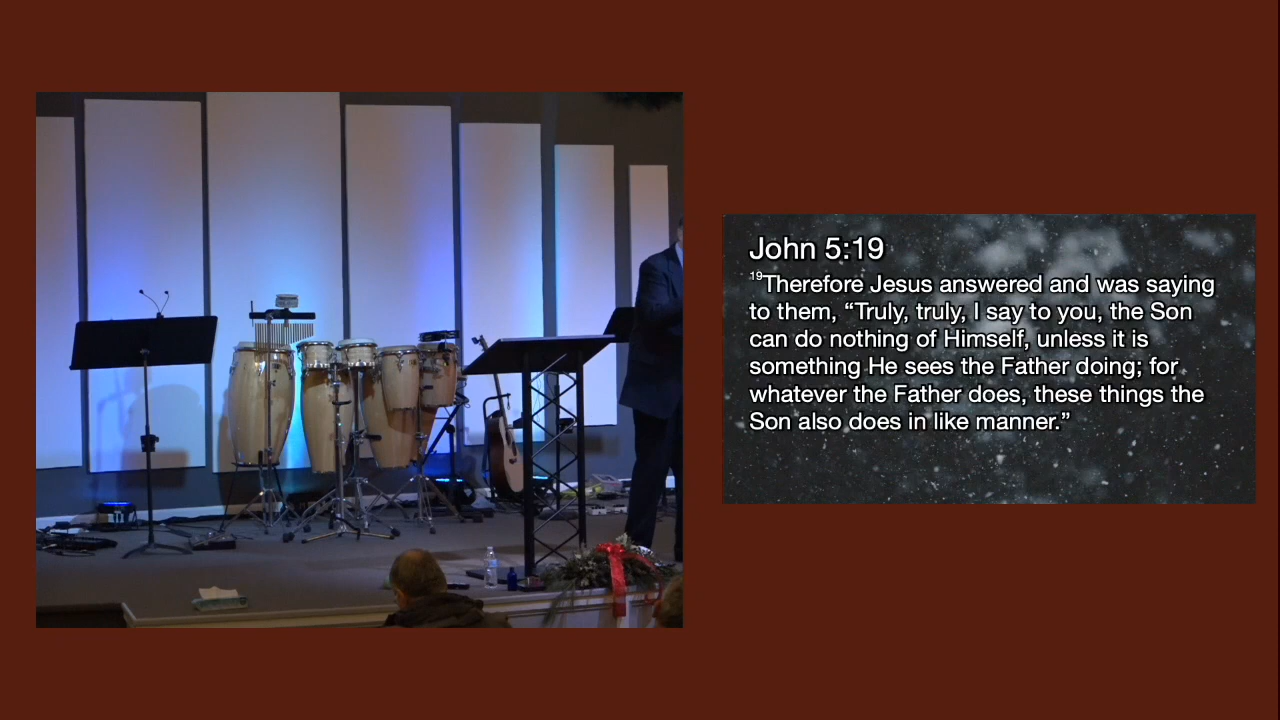 John 5:19
19Therefore Jesus answered and was saying
to them, “Truly, truly, I say to you, the Son
can do nothing of Himself, unless it is
something He sees the Father doing; for
whatever the Father does, these things the
Son also does in like manner.”